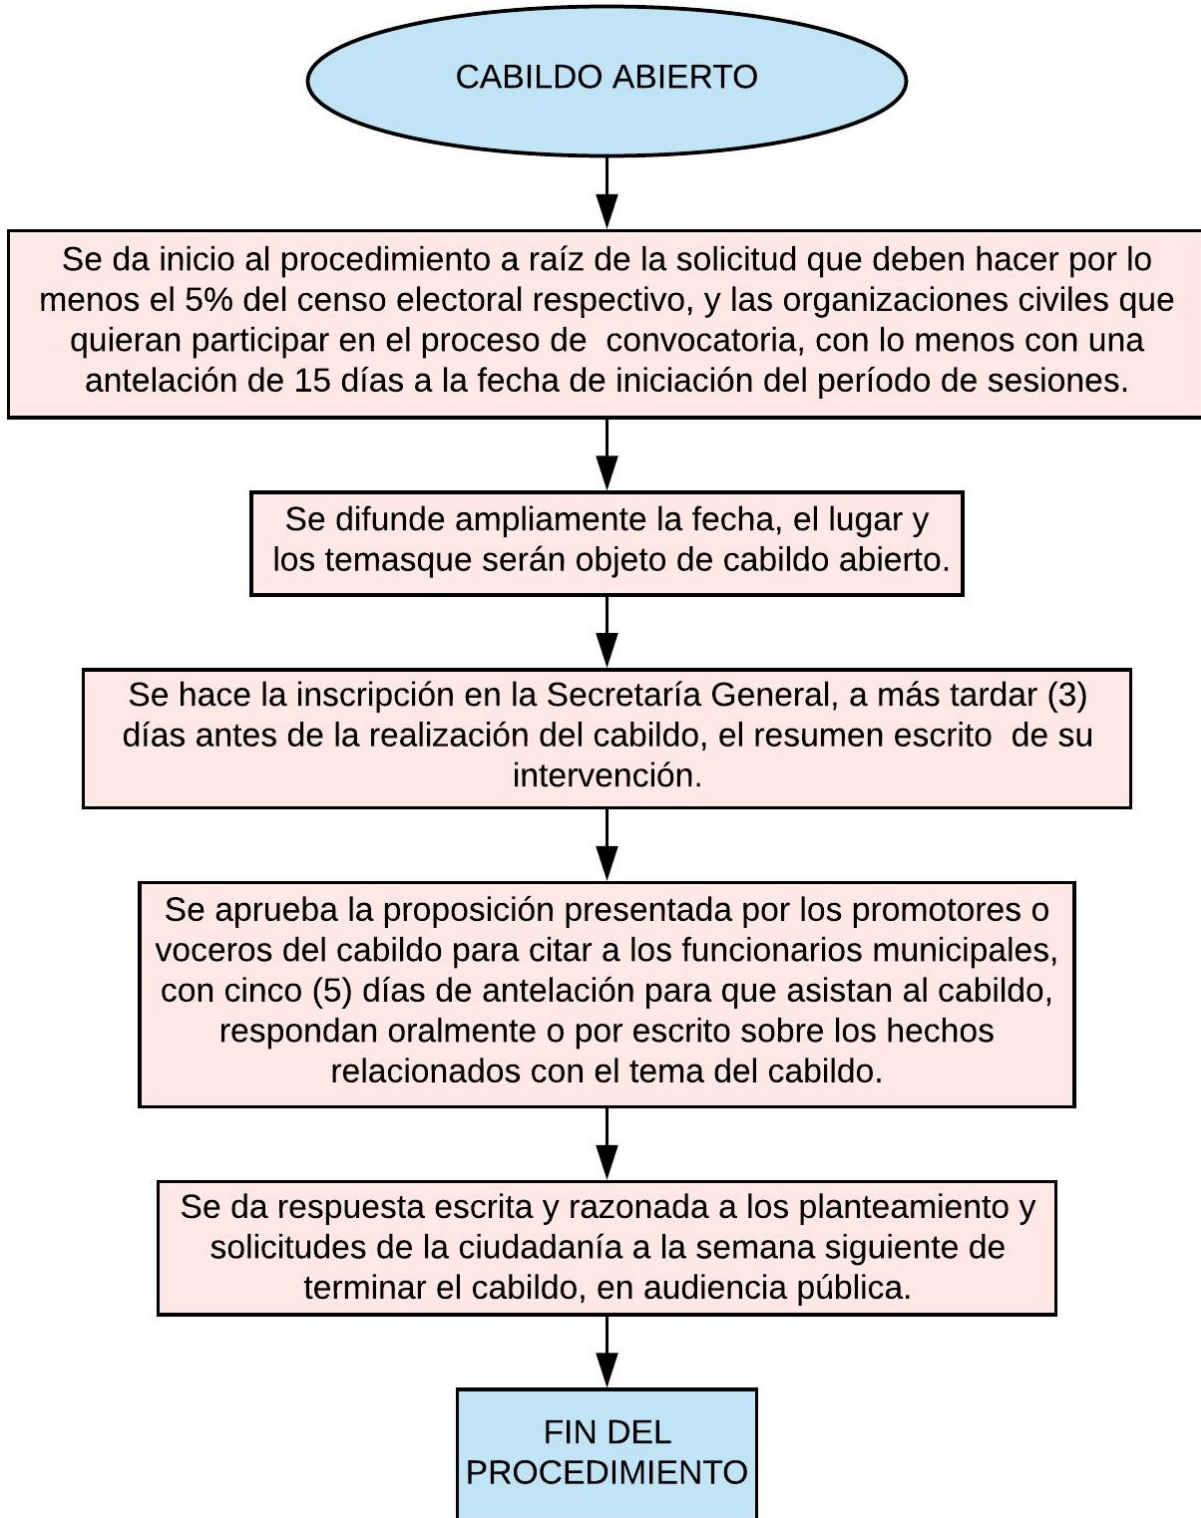 CABILDO ABIERTO
Se da inicio al procedimiento a raíz de la solicitud que deben hacer por lo
menos el 5% del censo electoral respectivo, y las organizaciones civiles que
quieran participar en el proceso de  convocatoria, con lo menos con una
antelación de 15 días a la fecha de iniciación del período de sesiones.
Se difunde ampliamente la fecha, el lugar y
los temasque serán objeto de cabildo abierto.
Se hace la inscripción en la Secretaría General, a más tardar (3)
días antes de la realización del cabildo, el resumen escrito  de su
intervención.
Se aprueba la proposición presentada por los promotores o
voceros del cabildo para citar a los funcionarios municipales,
con cinco (5) días de antelación para que asistan al cabildo,
respondan oralmente o por escrito sobre los hechos
relacionados con el tema del cabildo.
Se da respuesta escrita y razonada a los planteamiento y
solicitudes de la ciudadanía a la semana siguiente de
terminar el cabildo, en audiencia pública.
FIN DEL
PROCEDIMIENTO